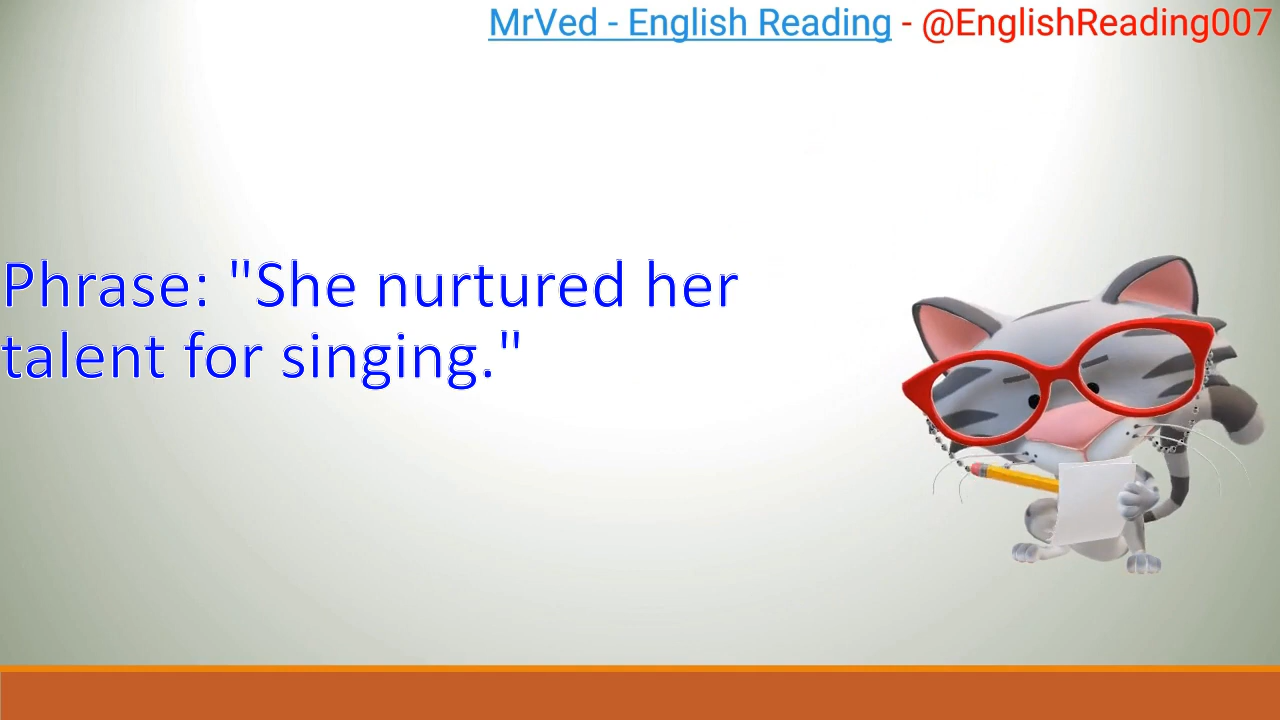 MrVed - English Reading - @EnglishReading007
Phrase: "She nurtured her
talent for singing."